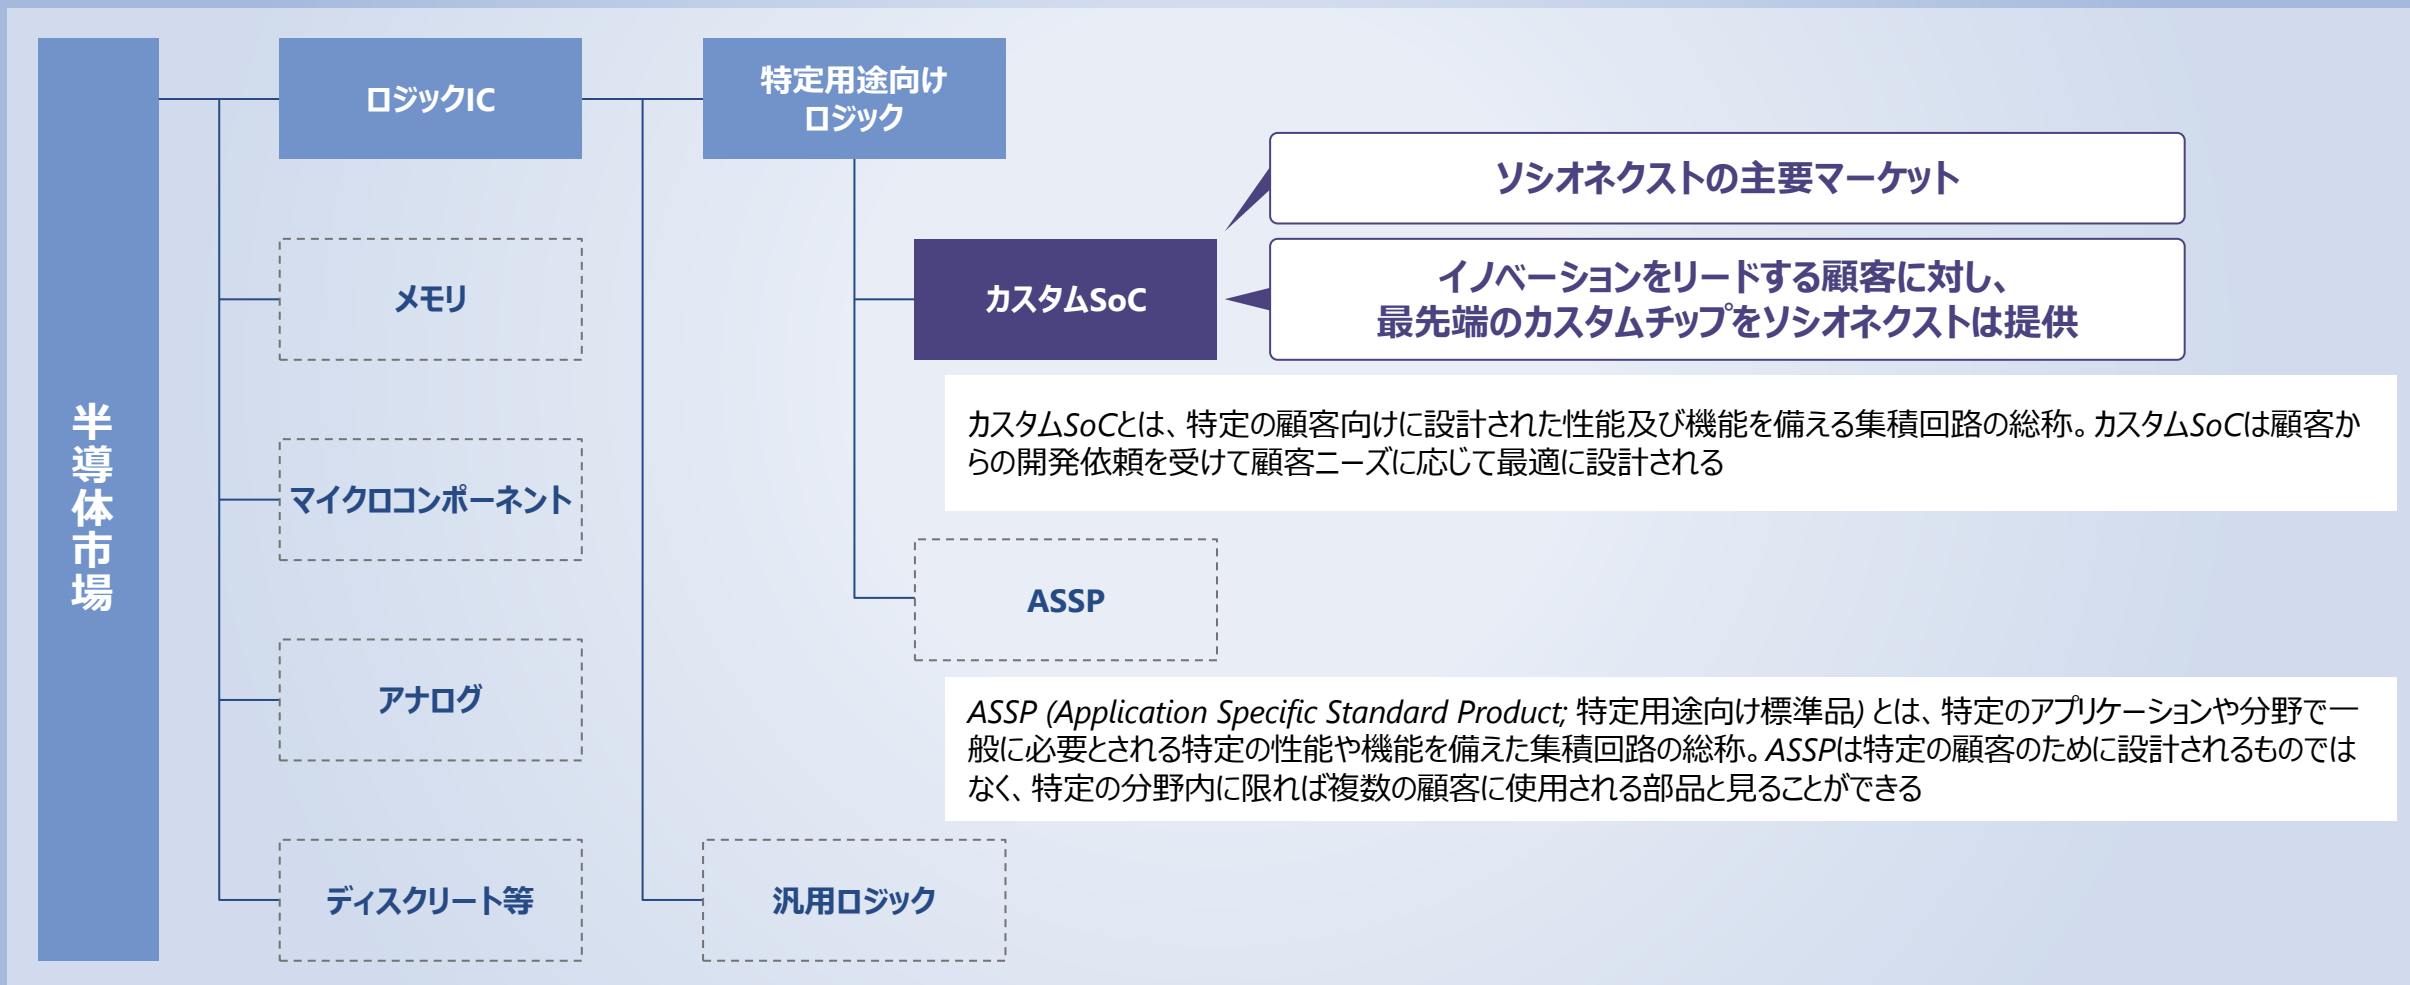 半導体市場
ロジックIC
特定用途向け
ロジック
ソシオネクストの主要マーケット
メモリ
カスタムSoC
イノベーションをリードする顧客に対し、
最先端のカスタムチップをソシオネクストは提供
カスタムSoCとは、特定の顧客向けに設計された性能及び機能を備える集積回路の総称。カスタムSoCは顧客か
らの開発依頼を受けて顧客ニーズに応じて最適に設計される
マイクロコンポーネント
ASSP
アナログ
ASSP (Application Specific Standard Product; 特定用途向け標準品) とは、特定のアプリケーションや分野で一
般に必要とされる特定の性能や機能を備えた集積回路の総称。ASSPは特定の顧客のために設計されるものでは
なく、特定の分野内に限れば複数の顧客に使用される部品と見ることができる
ディスクリート等
汎用ロジック